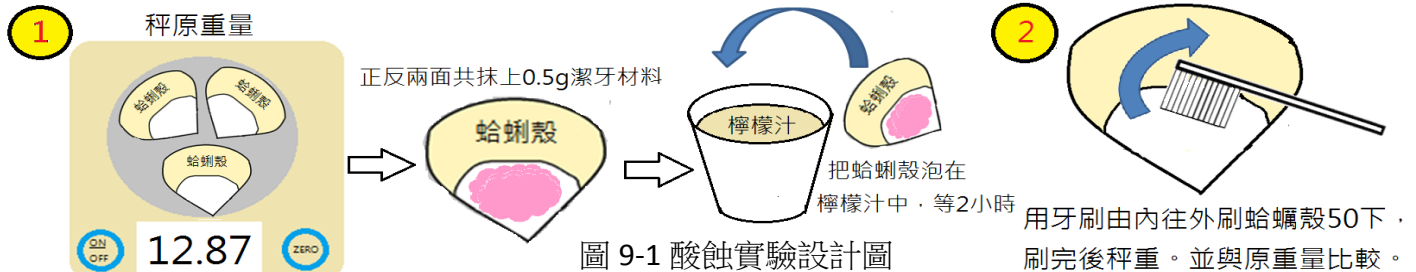 1
秤原重量
蛤蜊殼
蛤蜊殼
蛤蜊殼
ON
OFF
12.87
ZERO
正反兩面共抹上0.5g潔牙材料
蛤蜊殼
檸檬汁
蛤蜊殼
把蛤蜊殼泡在
檸檬汁中，等2小時
圖 9-1 酸蝕實驗設計圖
2
用牙刷由內往外刷蛤蠣殼50下，
刷完後秤重。並與原重量比較。